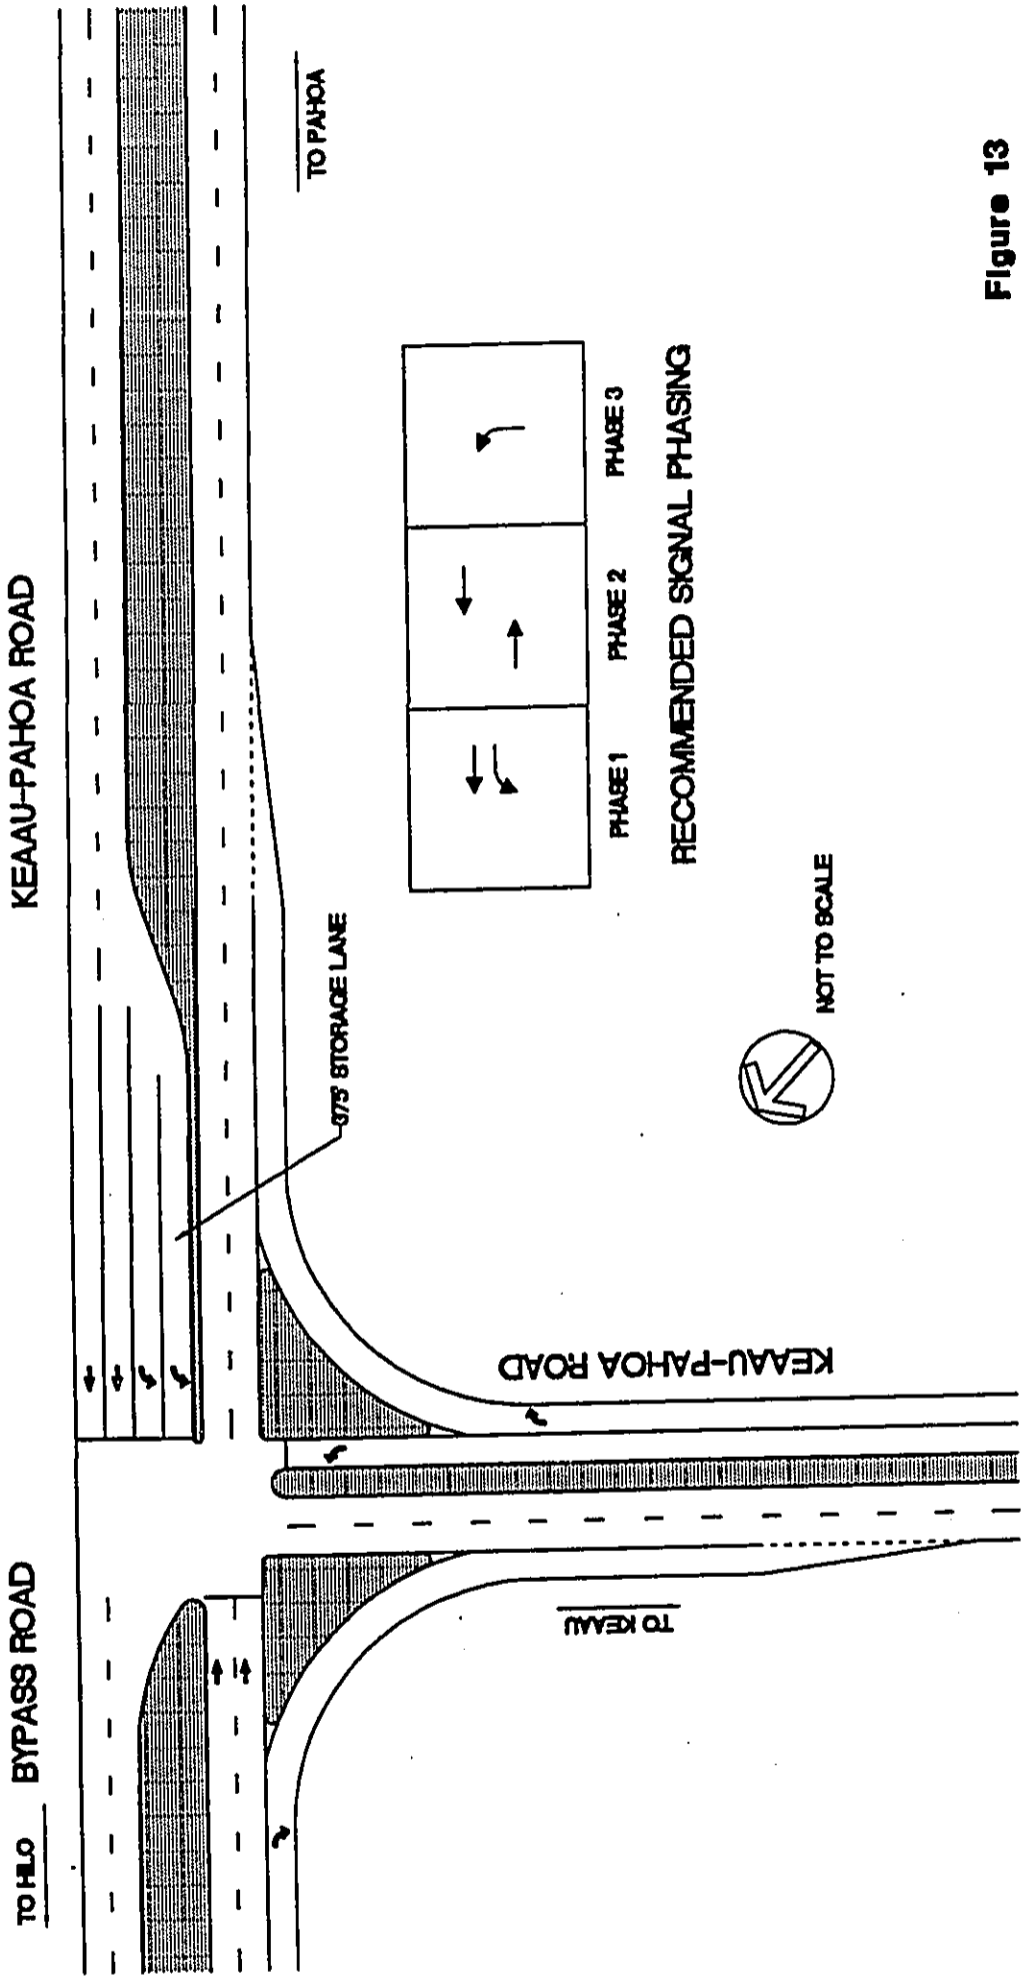 KEAAU-PAHOA ROAD
TO HILO
BYPASS ROAD
TO PAHOA
375' STORAGE LANE
KEAAU-PAHOA ROAD
TO KEAAU
PHASE 1
PHASE 2
PHASE 3
RECOMMENDED SIGNAL PHASING
NOT TO SCALE
Figure 13